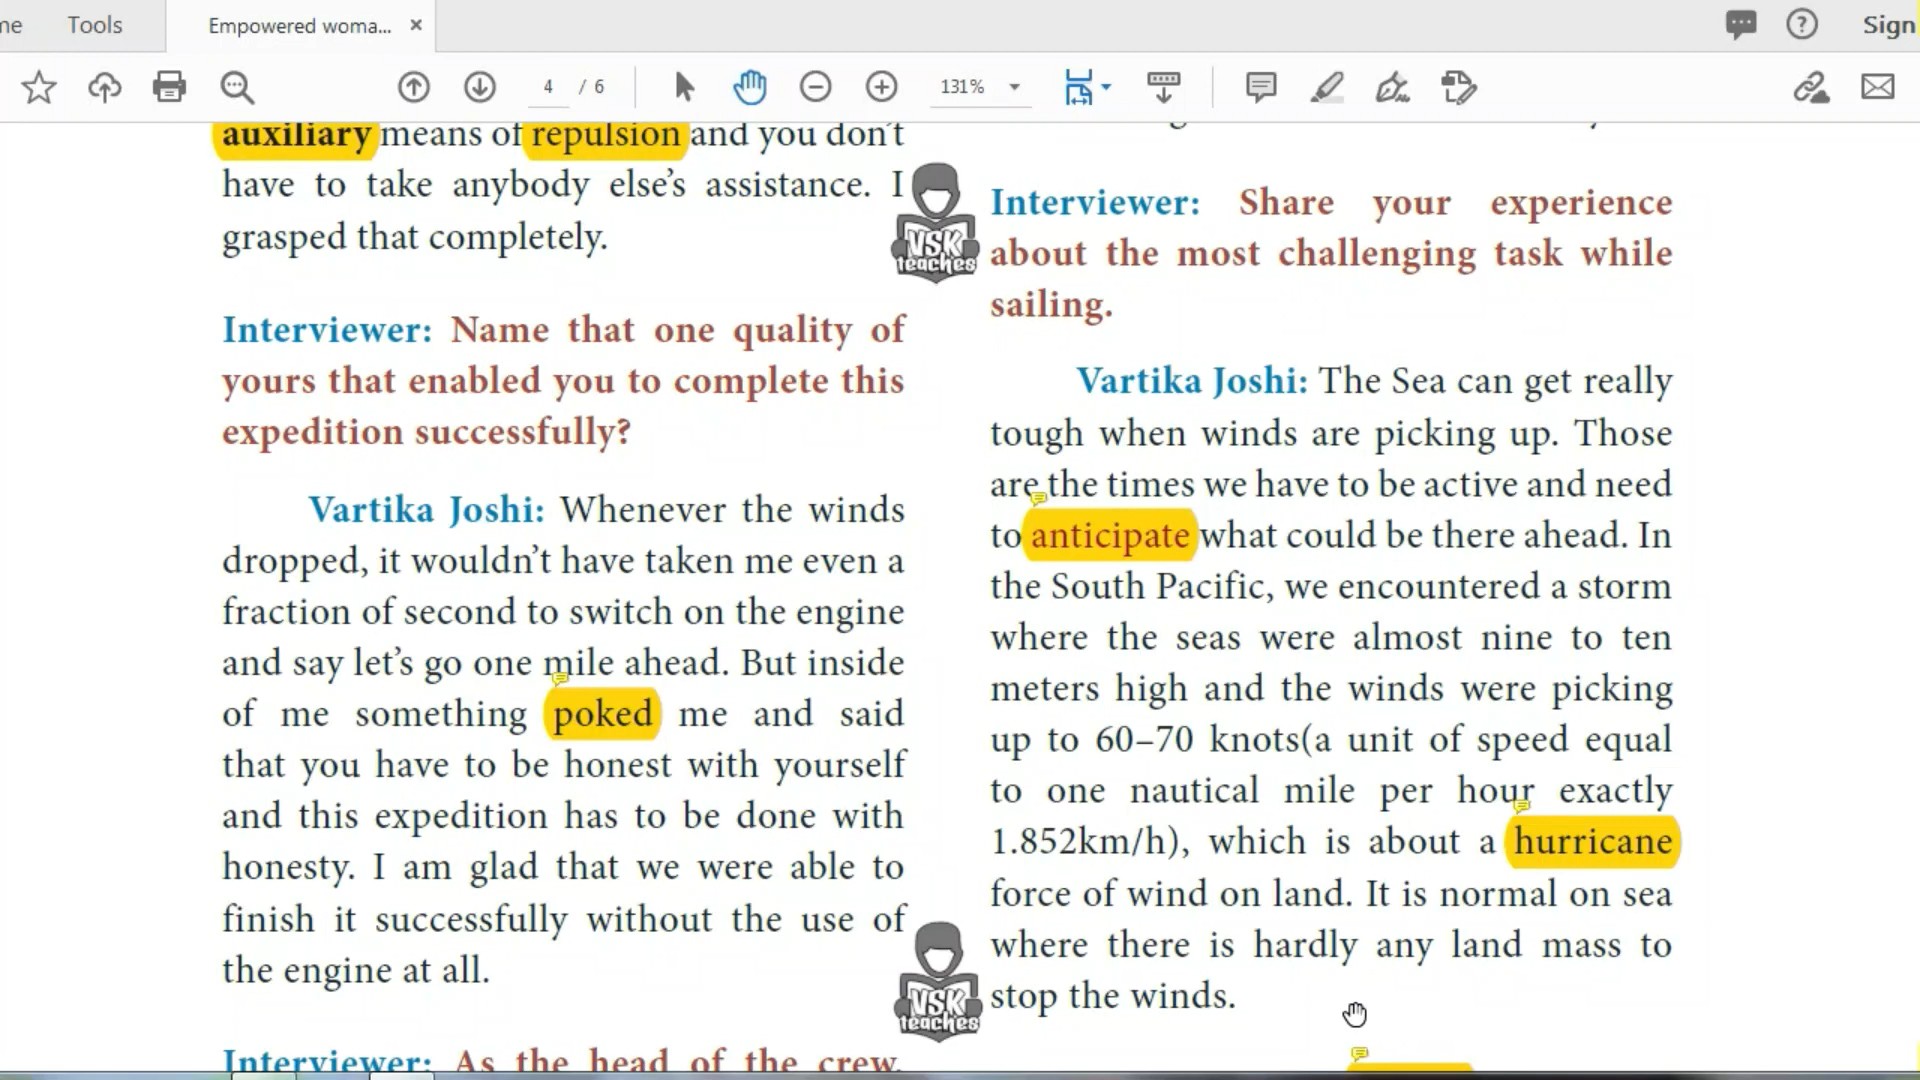 me
Tools
Empowered woma...
Sign
4 / 6
131%
auxiliary means of repulsion and you don't
have to take anybody else's assistance. I
grasped that completely.
Interviewer: Name that one quality of
yours that enabled you to complete this
expedition successfully?
Vartika Joshi: Whenever the winds
dropped, it wouldn't have taken me even a
fraction of second to switch on the engine
and say let's go one mile ahead. But inside
of me something poked me and said
that you have to be honest with yourself
and this expedition has to be done with
honesty. I am glad that we were able to
finish it successfully without the use of
the engine at all.
Interviewer: As the head of the crew,
VSK
teaches
Interviewer: Share your experience
about the most challenging task while
sailing.
Vartika Joshi: The Sea can get really
tough when winds are picking up. Those
are the times we have to be active and need
to anticipate what could be there ahead. In
the South Pacific, we encountered a storm
where the seas were almost nine to ten
meters high and the winds were picking
up to 60–70 knots(a unit of speed equal
to one nautical mile per hour exactly
1.852km/h), which is about a hurricane
force of wind on land. It is normal on sea
where there is hardly any land mass to
stop the winds.
VSK
teaches